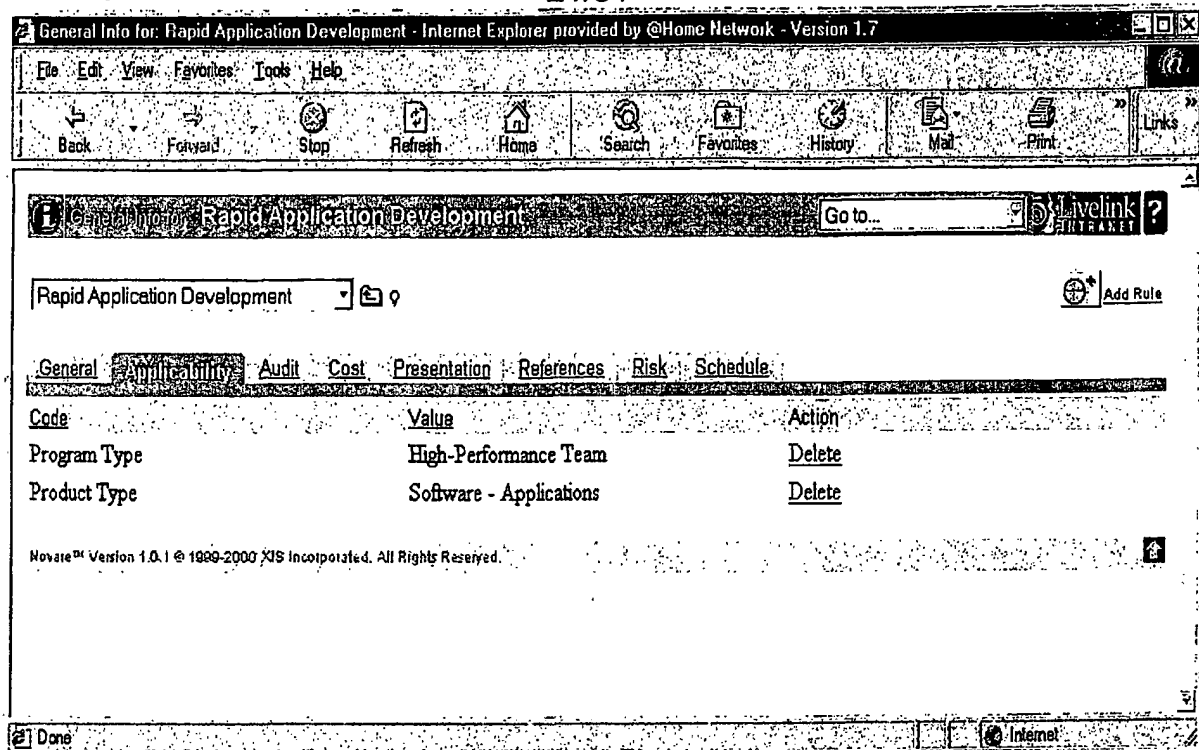 General Info for: Rapid Application Development - Internet Explorer provided by @Home Network - Version 1.7
File Edit View Favorites Tools Help
Back Forward Stop Refresh Home Search Favorites History Mail Print Links
General Info for: Rapid Application Development Go to... Livelink ?
INTRANET
Rapid Application Development Add Rule
General Applicability Audit Cost Presentation References Risk Schedule
Code Value Action
Program Type High-Performance Team Delete
Product Type Software - Applications Delete
Novare™ Version 1.0.1 © 1999-2000 XIS Incorporated. All Rights Reserved.
Done Internet